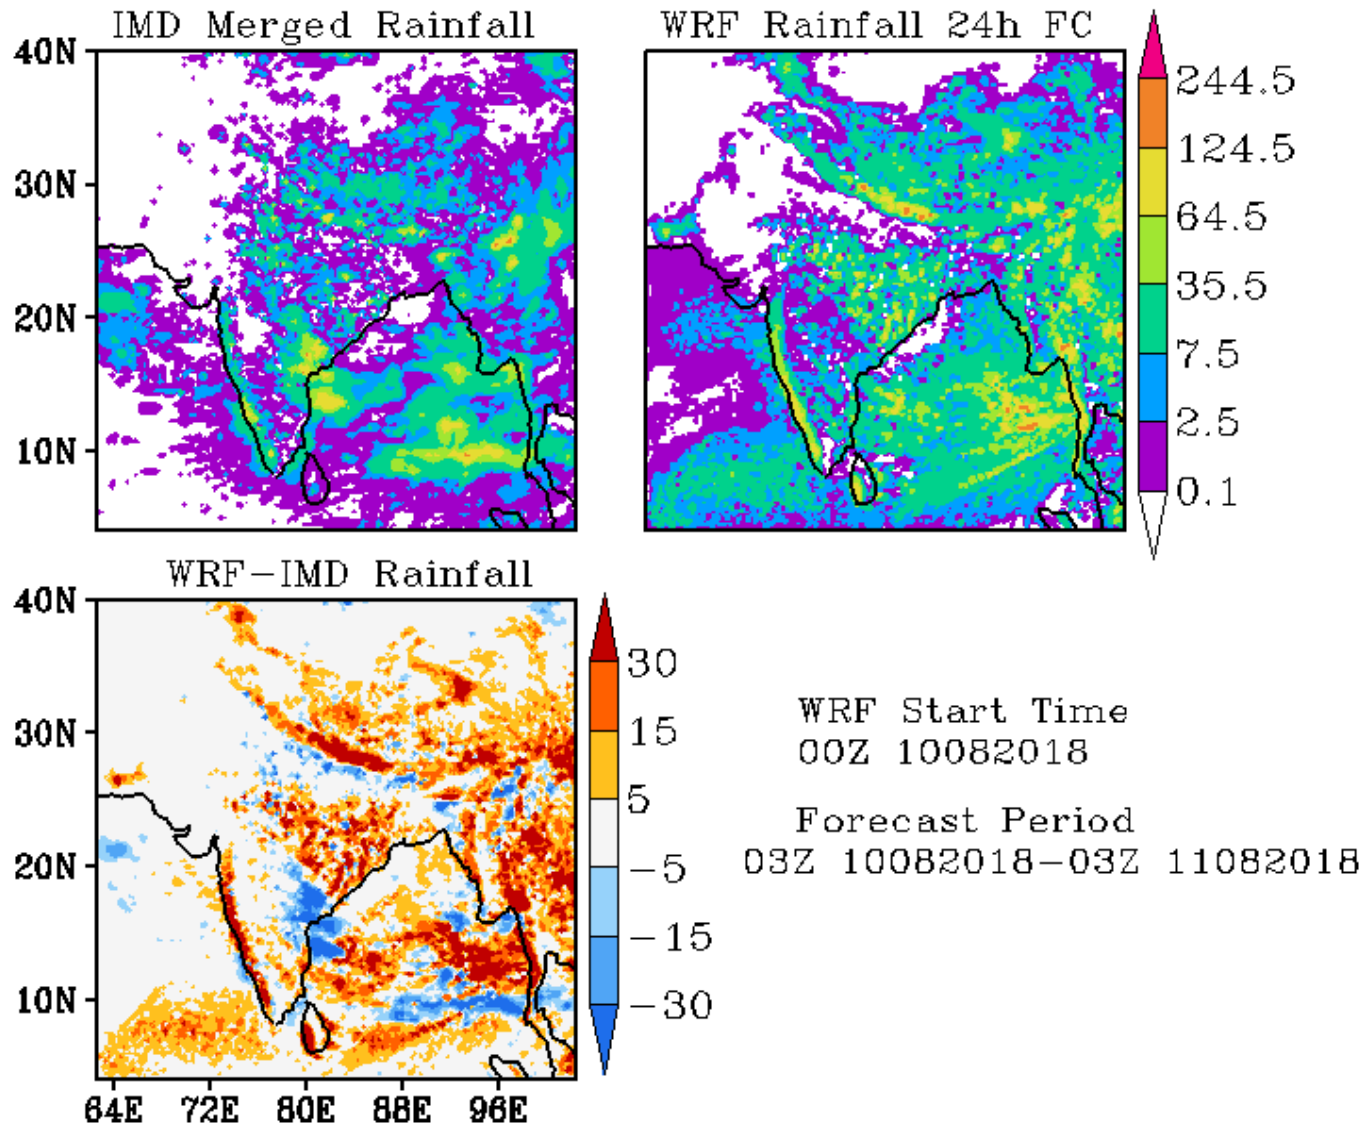 IMD Merged Rainfall
WRF Rainfall 24h FC
40N
30N
20N
10N
244.5
124.5
64.5
35.5
7.5
2.5
0.1
WRF-IMD Rainfall
40N
30N
20N
10N
64E 72E 80E 88E 96E
30
15
5
-5
-15
-30
WRF Start Time
00Z 10082018
Forecast Period
03Z 10082018-03Z 11082018